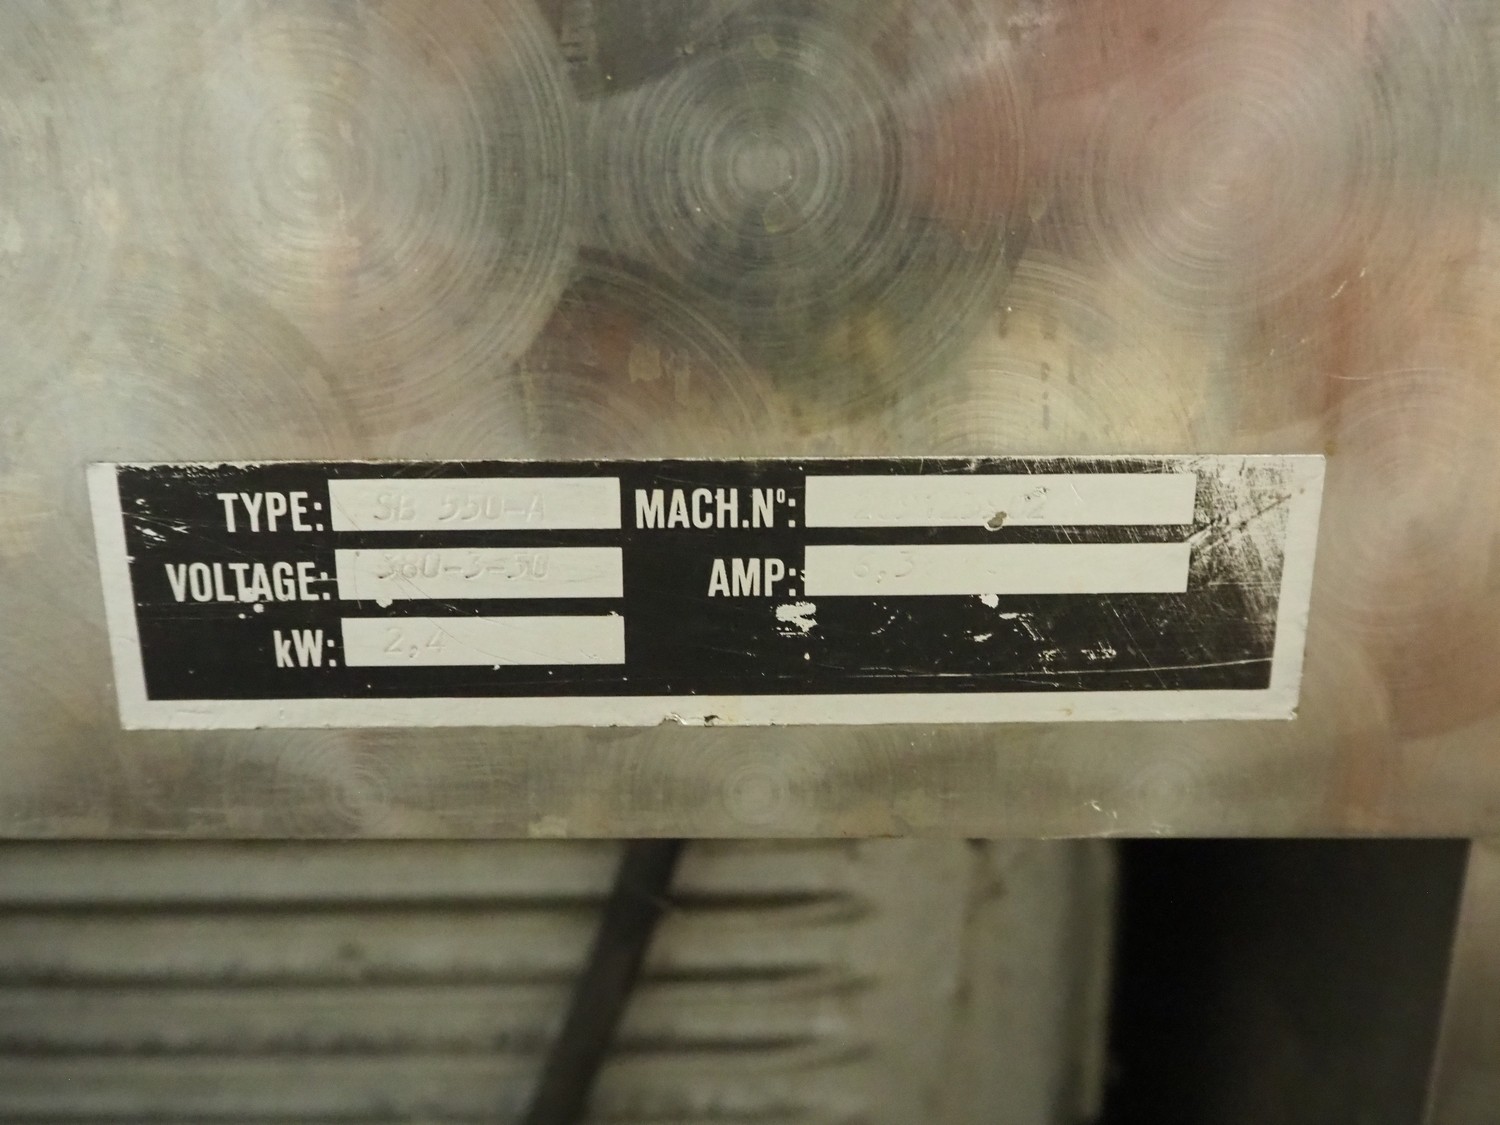 TYPE: SB 550-A MACH.Nº:
VOLTAGE: 380-3-50 AMP: 6,3
kW: 2,4